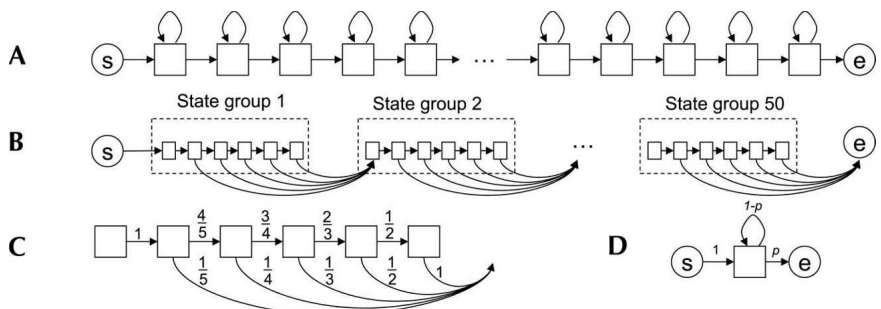 A s ... e
State group 1 State group 2 State group 50
B s ... e
1-p
C 1 4/5 3/4 2/3 1/2 D s 1 p e
1/5 1/4 1/3 1/2 1